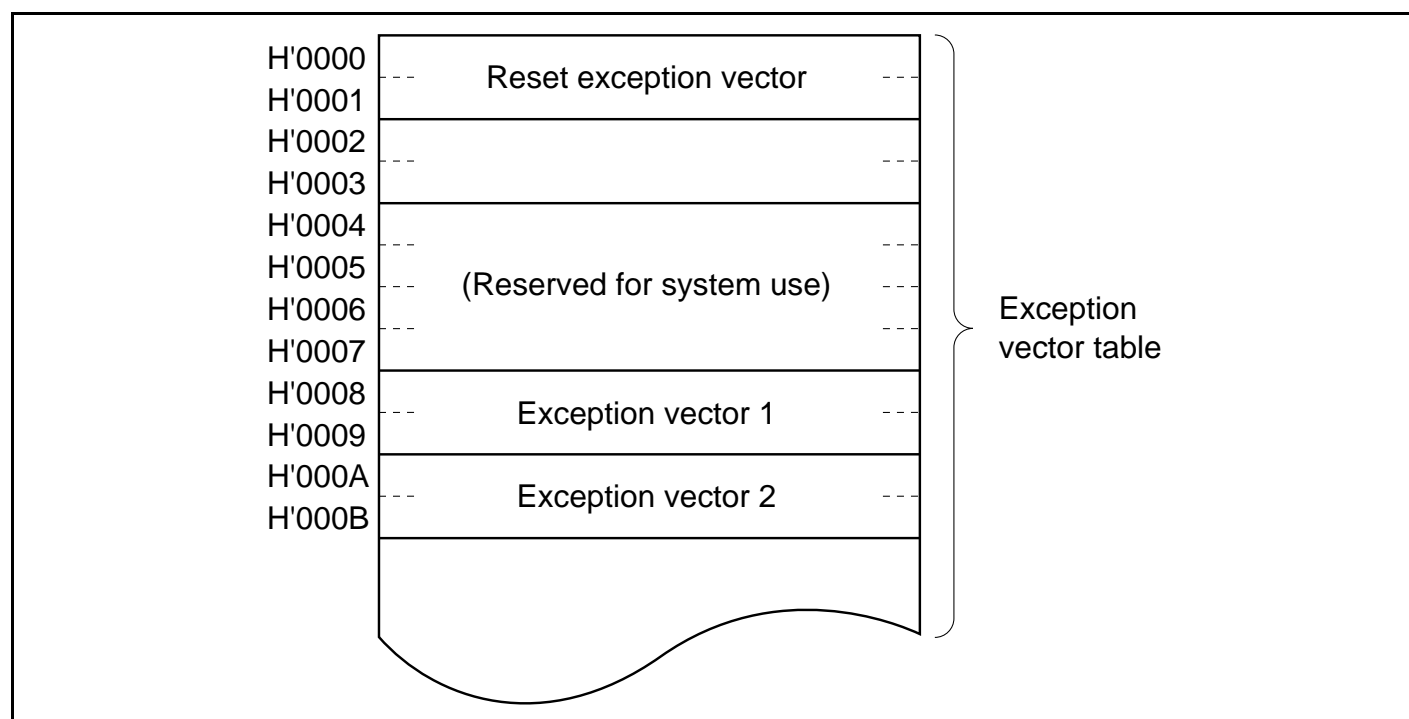 H'0000
Reset exception vector
H'0001
H'0002
H'0003
H'0004
H'0005
(Reserved for system use)
H'0006
H'0007
H'0008
Exception vector 1
H'0009
H'000A
Exception vector 2
H'000B
Exception
vector table